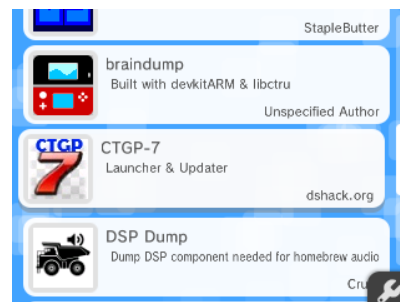 StapleButter
braindump
Built with devkitARM & libctru
Unspecified Author
CTGP
7
CTGP-7
Launcher & Updater
dshack.org
DSP Dump
Dump DSP component needed for homebrew audio